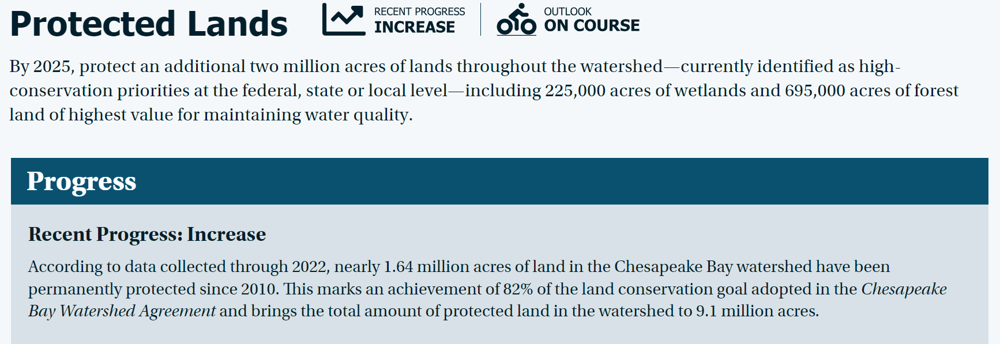 Protected Lands
RECENT PROGRESS
INCREASE
OUTLOOK
ON COURSE
By 2025, protect an additional two million acres of lands throughout the watershed—currently identified as high-
conservation priorities at the federal, state or local level—including 225,000 acres of wetlands and 695,000 acres of forest
land of highest value for maintaining water quality.
Progress
Recent Progress: Increase
According to data collected through 2022, nearly 1.64 million acres of land in the Chesapeake Bay watershed have been
permanently protected since 2010. This marks an achievement of 82% of the land conservation goal adopted in the Chesapeake
Bay Watershed Agreement and brings the total amount of protected land in the watershed to 9.1 million acres.